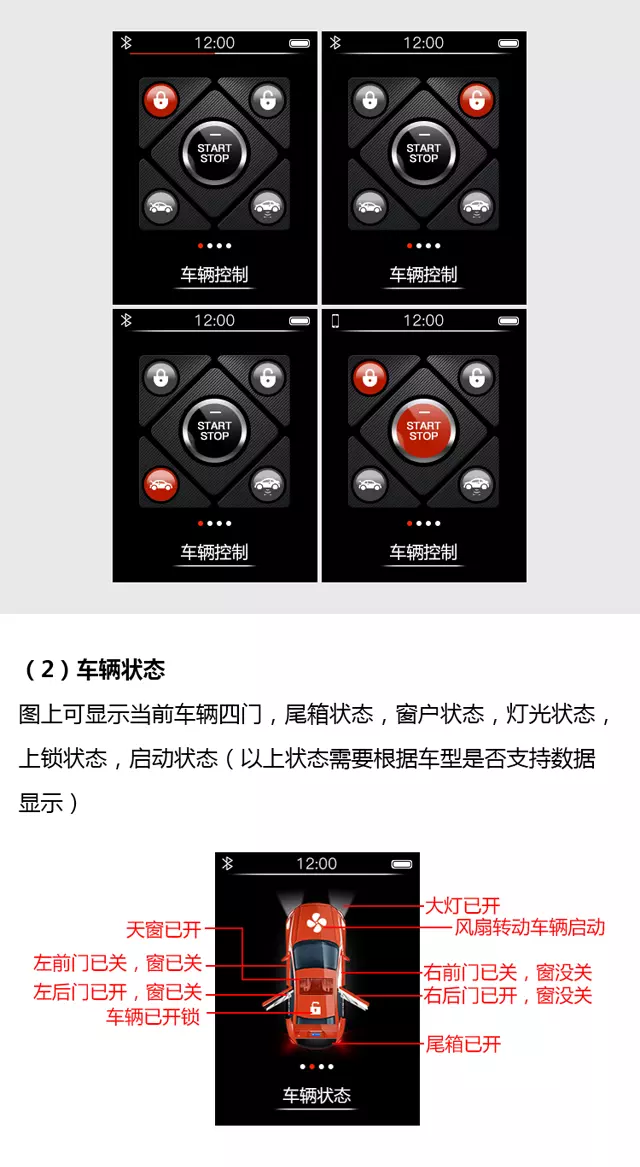 12:00
12:00
START
STOP
START
STOP
车辆控制
车辆控制
12:00
12:00
START
STOP
START
STOP
车辆控制
车辆控制
（2）车辆状态
图上可显示当前车辆四门，尾箱状态，窗户状态，灯光状态，
上锁状态，启动状态（以上状态需要根据车型是否支持数据
显示）
12:00
大灯已开
天窗已开
风扇转动车辆启动
左前门已关，窗已关
右前门已关，窗没关
左后门已开，窗已关
右后门已开，窗没关
车辆已开锁
尾箱已开
车辆状态